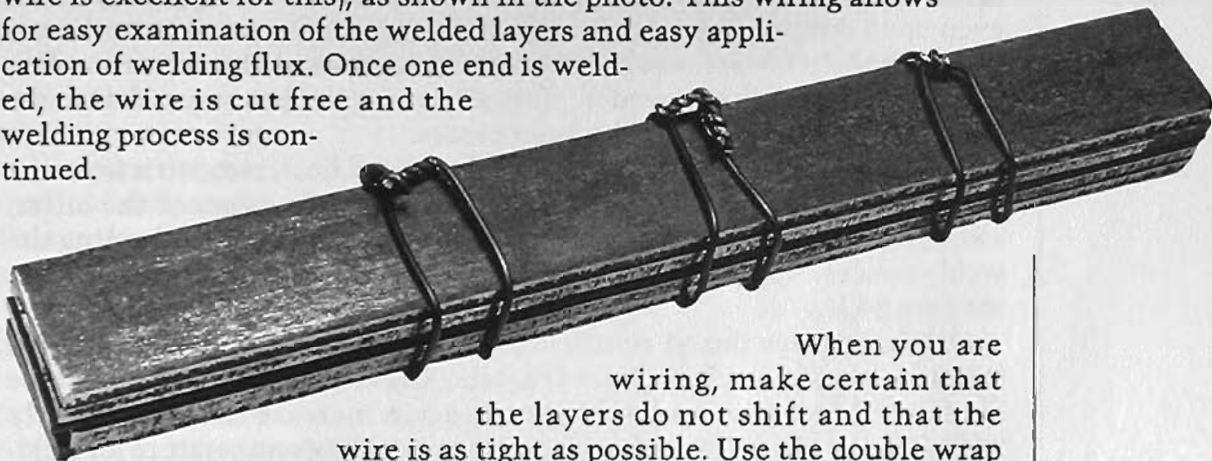 wire is excellent for this), as shown in the photo. This wiring allows
for easy examination of the welded layers and easy appli-
cation of welding flux. Once one end is weld-
ed, the wire is cut free and the
welding process is con-
tinued.
When you are
wiring, make certain that
the layers do not shift and that the
wire is as tight as possible. Use the double wrap